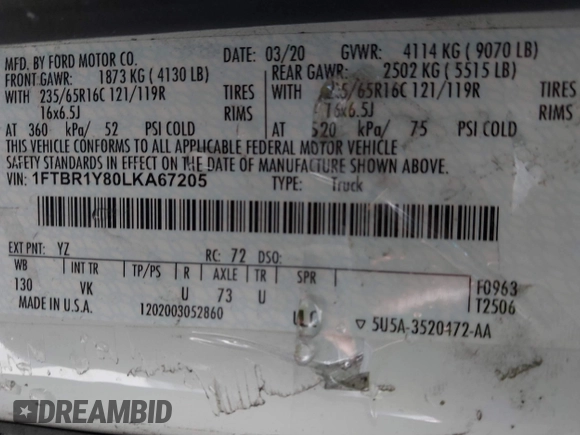 MFD. BY FORD MOTOR CO. DATE: 03/20 GVWR: 4114 KG ( 9070 LB)
FRONT GAWR: 1873 KG ( 4130 LB) REAR GAWR: 2502 KG ( 5515 LB)
WITH 235/65R16C 121/119R TIRES WITH 235/65R16C 121/119R TIRES
16x6.5J RIMS 16x6.5J RIMS
AT 360 kPa/ 52 PSI COLD AT 520 kPa/ 75 PSI COLD
THIS VEHICLE CONFORMS TO ALL APPLICABLE FEDERAL MOTOR VEHICLE
SAFETY STANDARDS IN EFFECT ON THE DATE OF MANUFACTURE SHOWN ABOVE.
VIN: 1FTBR1Y80LKA67205 TYPE: Truck
EXT PNT: YZ RC: 72 DSO:
WB INT TR TP/PS R AXLE TR SPR
130 VK U 73 U F0963
T2506
MADE IN U.S.A. 1202003052860 ▽ 5U5A-3520472-AA
DREAMBID